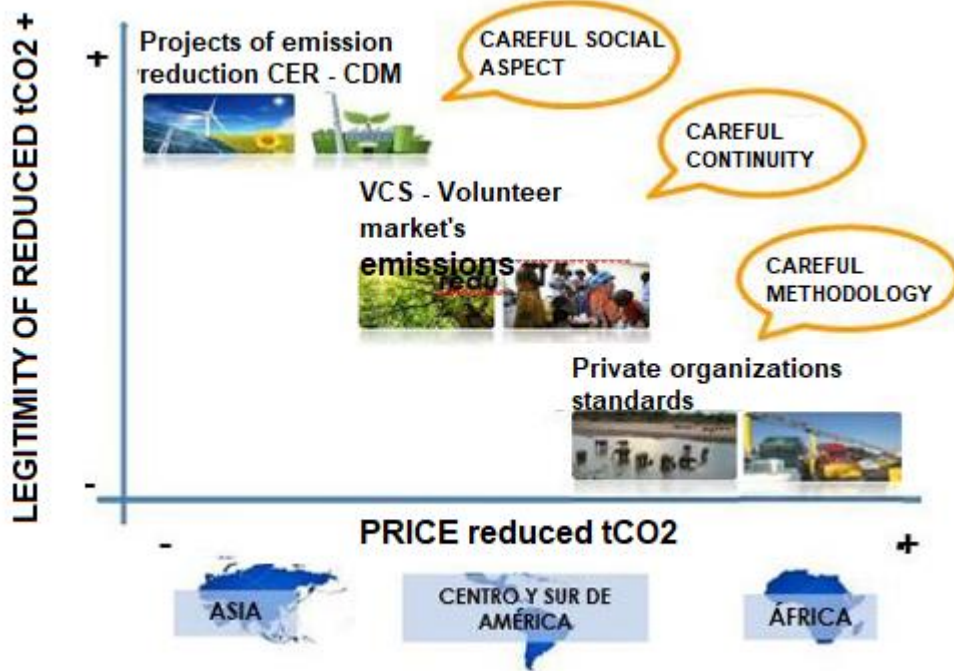 LEGITIMITY OF REDUCED tCO2 +
+
Projects of emission
reduction CER - CDM
CAREFUL SOCIAL
ASPECT
CAREFUL
CONTINUITY
VCS - Volunteer
market's
emissions
redu
CAREFUL
METHODOLOGY
Private organizations
standards
-
PRICE reduced tCO2
-
+
ASIA
CENTRO Y SUR DE
AMÉRICA
ÁFRICA